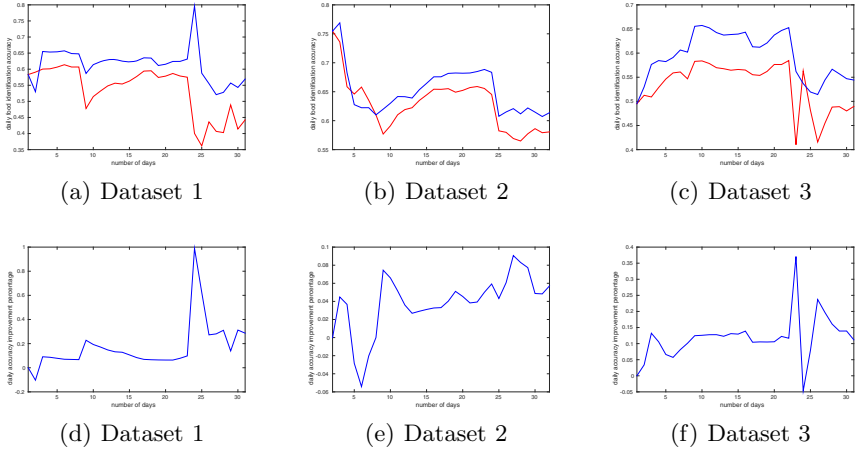 daily food identification accuracy
0.8
0.75
0.7
0.65
0.6
0.55
0.5
0.45
0.4
0.35
5 10 15 20 25 30
number of days
(a) Dataset 1
daily food identification accuracy
0.8
0.75
0.7
0.65
0.6
0.55
5 10 15 20 25 30
number of days
(b) Dataset 2
daily food identification accuracy
0.7
0.65
0.6
0.55
0.5
0.45
0.4
5 10 15 20 25 30
number of days
(c) Dataset 3
daily accuracy improvement percentage
1
0.8
0.6
0.4
0.2
0
-0.2
5 10 15 20 25 30
number of days
(d) Dataset 1
daily accuracy improvement percentage
0.1
0.08
0.06
0.04
0.02
0
-0.02
-0.04
-0.06
5 10 15 20 25 30
number of days
(e) Dataset 2
daily accuracy improvement percentage
0.4
0.35
0.3
0.25
0.2
0.15
0.1
0.05
0
-0.05
5 10 15 20 25 30
number of days
(f) Dataset 3